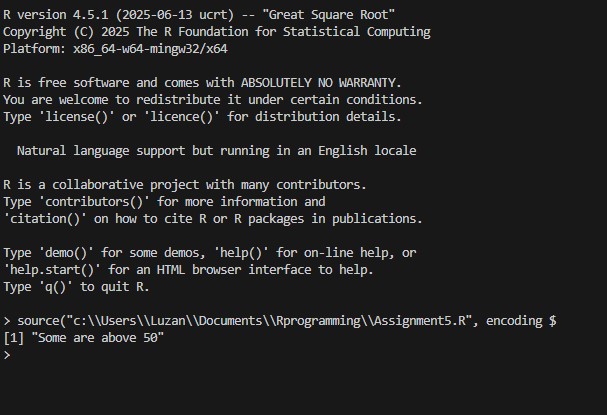 R version 4.5.1 (2025-06-13 ucrt) -- "Great Square Root"
Copyright (C) 2025 The R Foundation for Statistical Computing
Platform: x86_64-w64-mingw32/x64
R is free software and comes with ABSOLUTELY NO WARRANTY.
You are welcome to redistribute it under certain conditions.
Type 'license()' or 'licence()' for distribution details.
Natural language support but running in an English locale
R is a collaborative project with many contributors.
Type 'contributors()' for more information and
'citation()' on how to cite R or R packages in publications.
Type 'demo()' for some demos, 'help()' for on-line help, or
'help.start()' for an HTML browser interface to help.
Type 'q()' to quit R.
> source("c:\\Users\\Luzan\\Documents\\Rprogramming\\Assignment5.R", encoding $
[1] "Some are above 50"
>